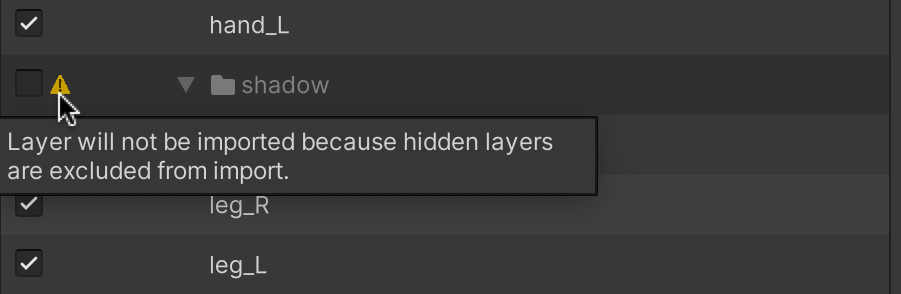 hand_L
shadow
Layer will not be imported because hidden layers
are excluded from import.
leg_R
leg_L